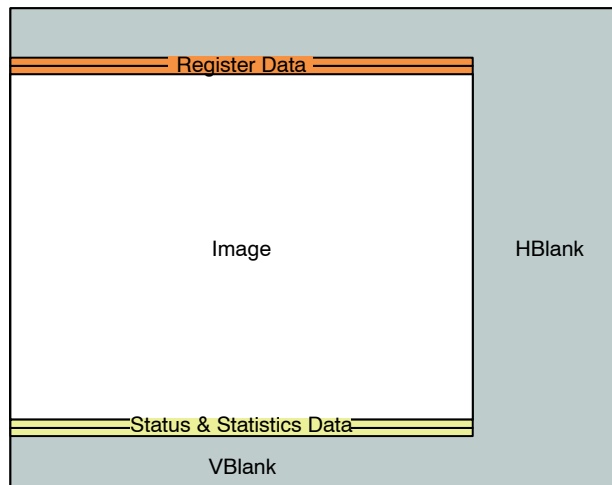 Register Data
Image
HBlank
Status & Statistics Data
VBlank